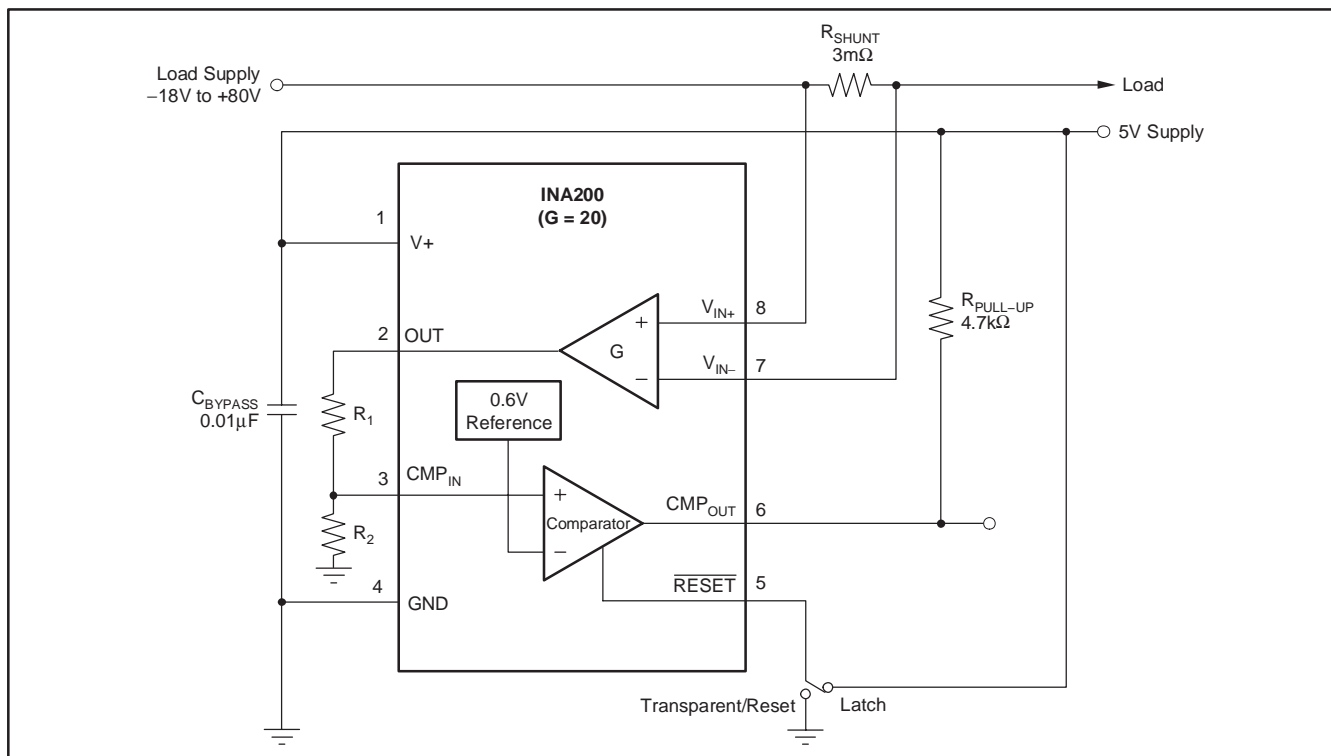 R_SHUNT
3mΩ
Load Supply
−18V to +80V
Load
5V Supply
INA200
(G = 20)
1
V+
V_IN+
8
R_PULL−UP
4.7kΩ
2
OUT
+
G
−
V_IN−
7
C_BYPASS
0.01μF
R_1
0.6V
Reference
3
CMP_IN
+
Comparator
−
CMP_OUT
6
R_2
RESET
5
4
GND
Transparent/Reset
Latch